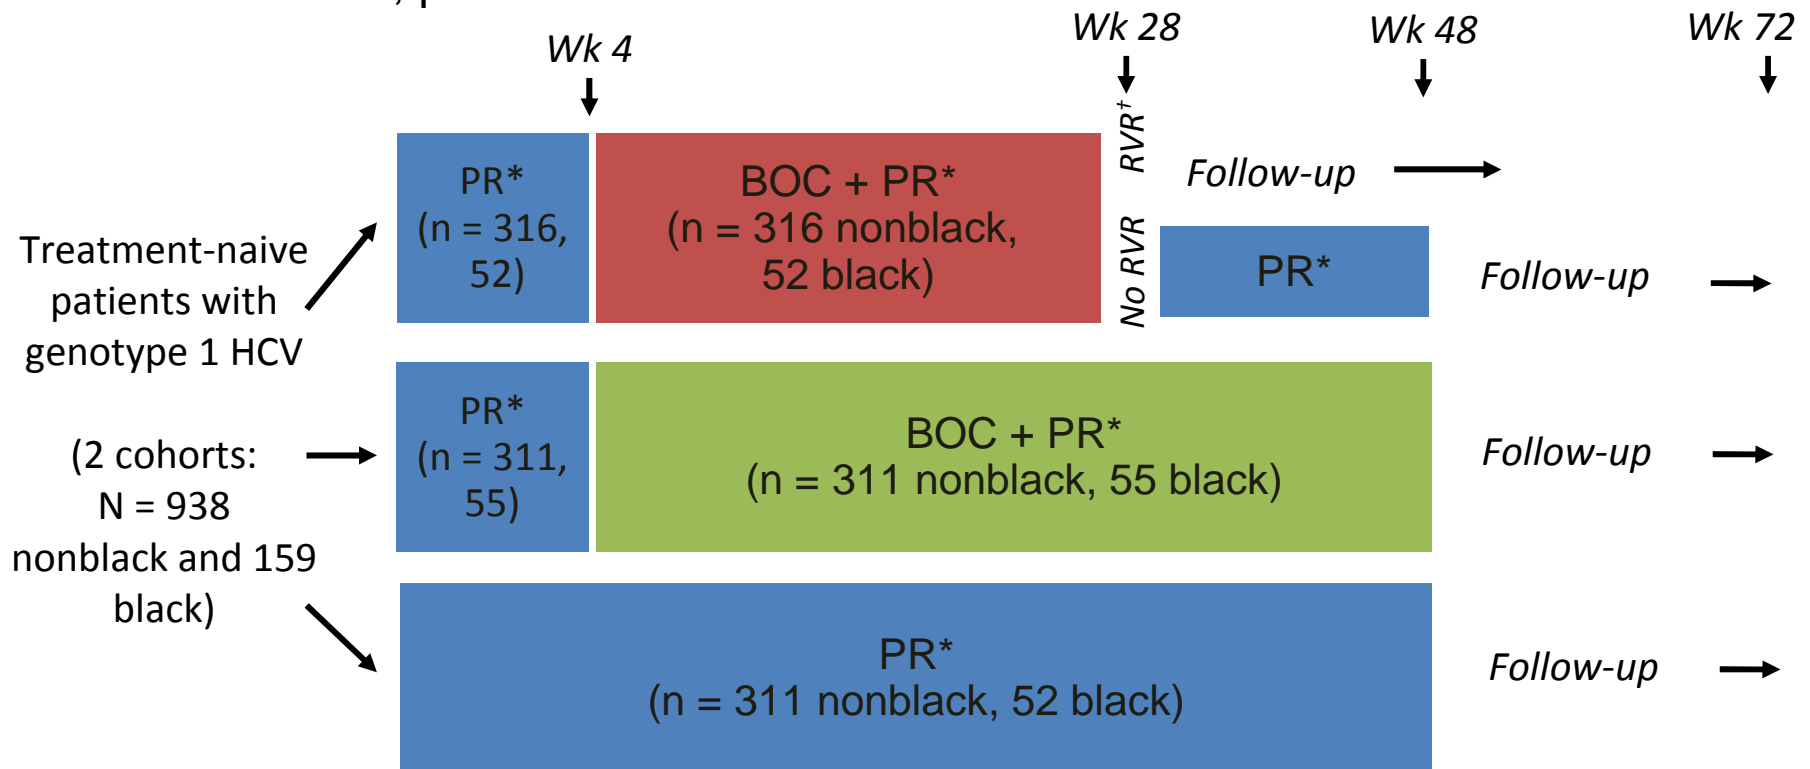 Wk 4
Wk 28
Wk 48
Wk 72
Treatment-naive
patients with
genotype 1 HCV
(2 cohorts:
N = 938
nonblack and 159
black)
PR*
(n = 316,
52)
BOC + PR*
(n = 316 nonblack,
52 black)
RVR†
No RVR
Follow-up
PR*
Follow-up
PR*
(n = 311,
55)
BOC + PR*
(n = 311 nonblack, 55 black)
Follow-up
PR*
(n = 311 nonblack, 52 black)
Follow-up